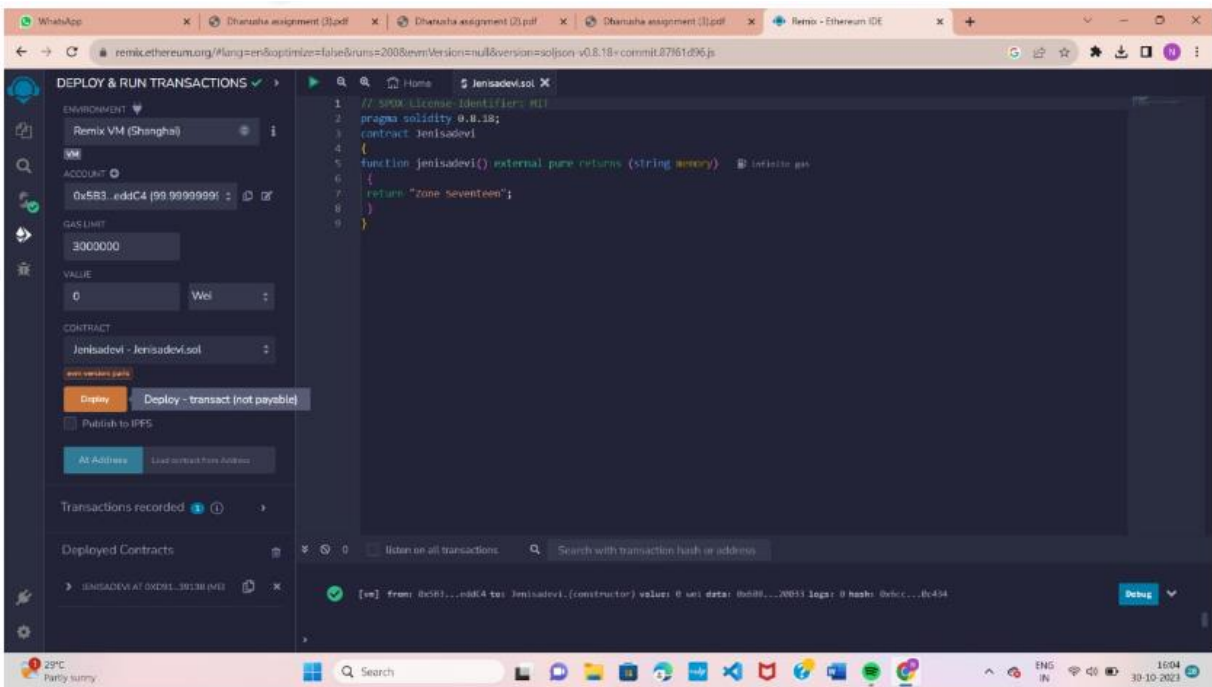 WhatsApp
Dhanusha assignment (3).pdf
Dhanusha assignment (2).pdf
Dhanusha assignment (1).pdf
Remix - Ethereum IDE
remix.ethereum.org/#lang=en&optimize=false&runs=200&evmVersion=null&version=soljson-v0.8.18+commit.87f61d96.js
DEPLOY & RUN TRANSACTIONS
Home
Jenisadevi.sol
ENVIRONMENT
Remix VM (Shanghai)
VM
ACCOUNT
0x5B3...eddC4 (99.9999999
GAS LIMIT
3000000
VALUE
0
Wei
CONTRACT
Jenisadevi - Jenisadevi.sol
evm version: paris
Deploy
Deploy - transact (not payable)
Publish to IPFS
At Address
Load contract from Address
Transactions recorded 1
Deployed Contracts
JENISADEVI AT 0XD91...39138 (ME
1 // SPDX-License-Identifier: MIT
2 pragma solidity 0.8.18;
3 contract Jenisadevi
4 {
5 function jenisadevi() external pure returns (string memory) infinite gas
6 {
7 return "Zone Seventeen";
8 }
9 }
0
listen on all transactions
Search with transaction hash or address
[vm] from: 0x5B3...eddC4 to: Jenisadevi.(constructor) value: 0 wei data: 0x608...20033 logs: 0 hash: 0x6cc...0c434
Debug
>
29°C
Partly sunny
Search
ENG
IN
16:04
30-10-2023